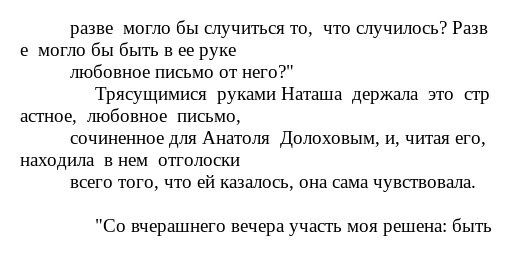 разве могло бы случиться то, что случилось? Разв
е могло бы быть в ее руке
любовное письмо от него?"
Трясущимися руками Наташа держала это стр
астное, любовное письмо,
сочиненное для Анатоля Долоховым, и, читая его,
находила в нем отголоски
всего того, что ей казалось, она сама чувствовала.
"Со вчерашнего вечера участь моя решена: быть